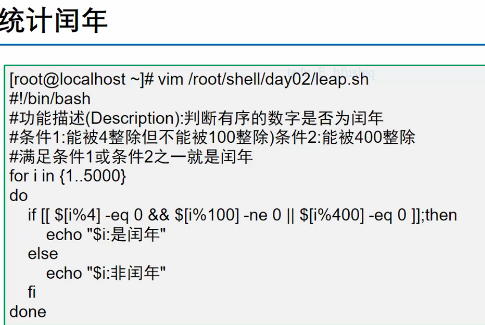 统计闰年
[root@localhost ~]# vim /root/shell/day02/leap.sh
#!/bin/bash
#功能描述(Description):判断有序的数字是否为闰年
#条件1:能被4整除但不能被100整除)条件2:能被400整除
#满足条件1或条件2之一就是闰年
for i in {1..5000}
do
    if [[ $[i%4] -eq 0 && $[i%100] -ne 0 || $[i%400] -eq 0 ]];then
        echo "$i:是闰年"
    else
        echo "$i:非闰年"
    fi
done